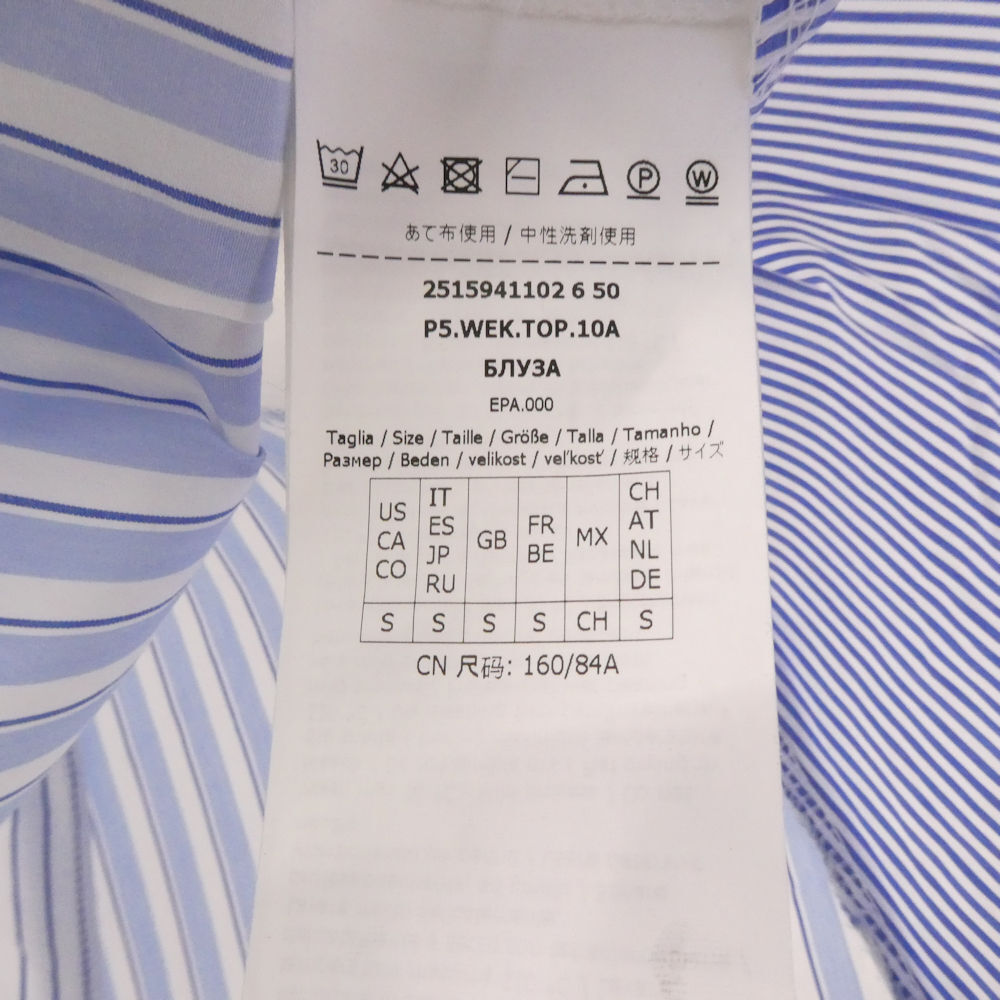 30 P W
あて布使用 / 中性洗剤使用
2515941102 6 50
P5.WEK.TOP.10A
БЛУЗА
EPA.000
Taglia / Size / Taille / Größe / Talla / Tamanho /
Размер / Beden / velikost / veľkosť / 规格 / サイズ
US CA CO IT ES JP RU GB FR BE MX CH AT NL DE
S S S S CH S
CN 尺码: 160/84A